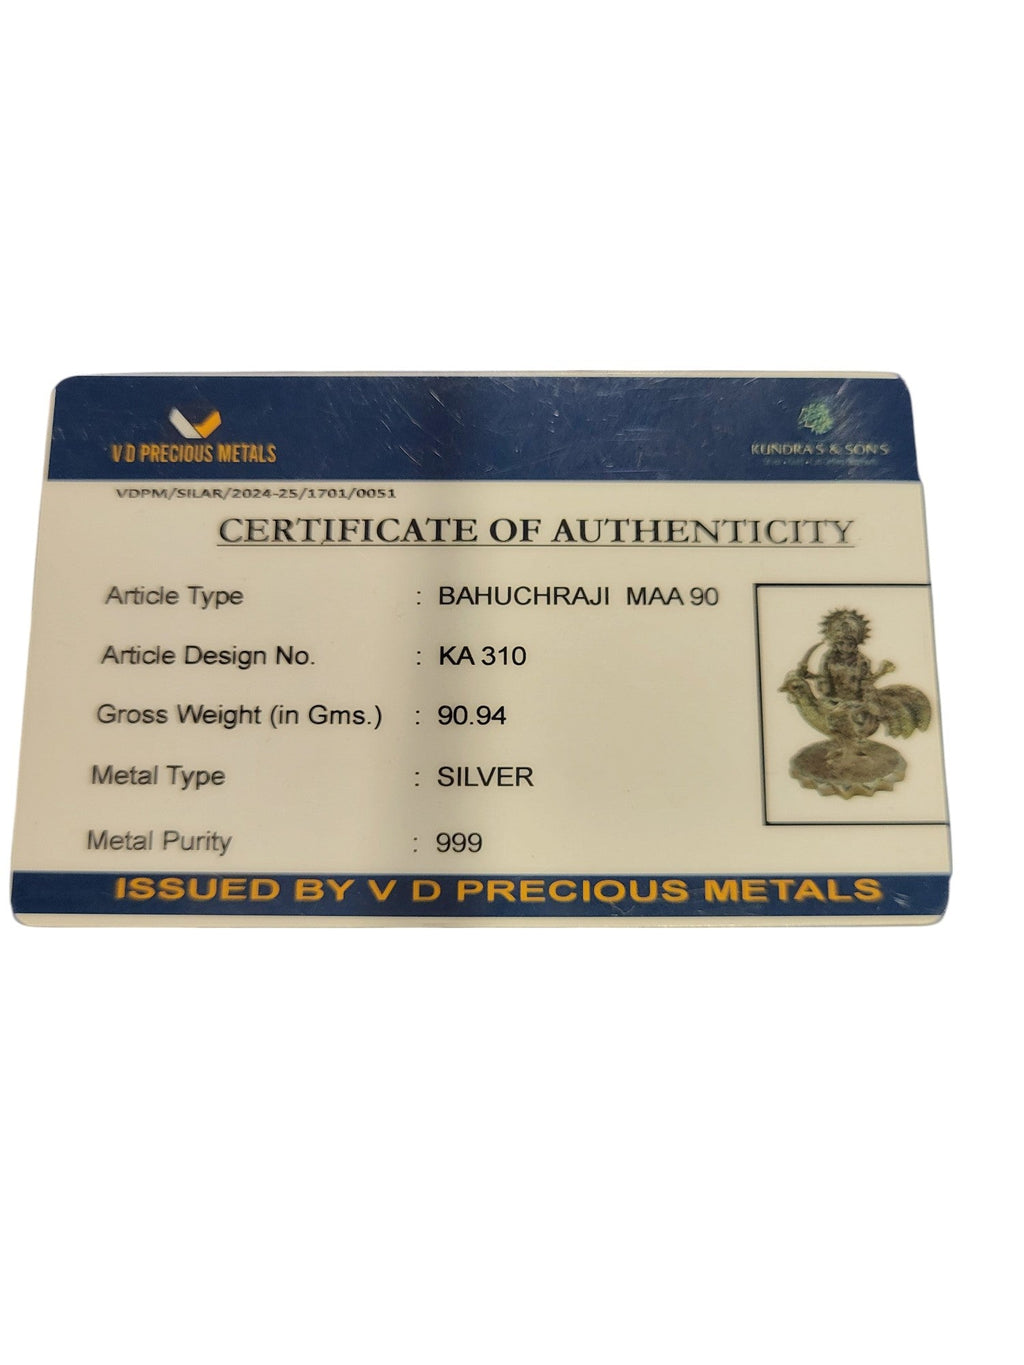 V D PRECIOUS METALS
KUNDRA'S & SON'S
VDPM/SILAR/2024-25/1701/0051
CERTIFICATE OF AUTHENTICITY
Article Type : BAHUCHRAJI MAA 90
Article Design No. : KA 310
Gross Weight (in Gms.) : 90.94
Metal Type : SILVER
Metal Purity : 999
ISSUED BY V D PRECIOUS METALS